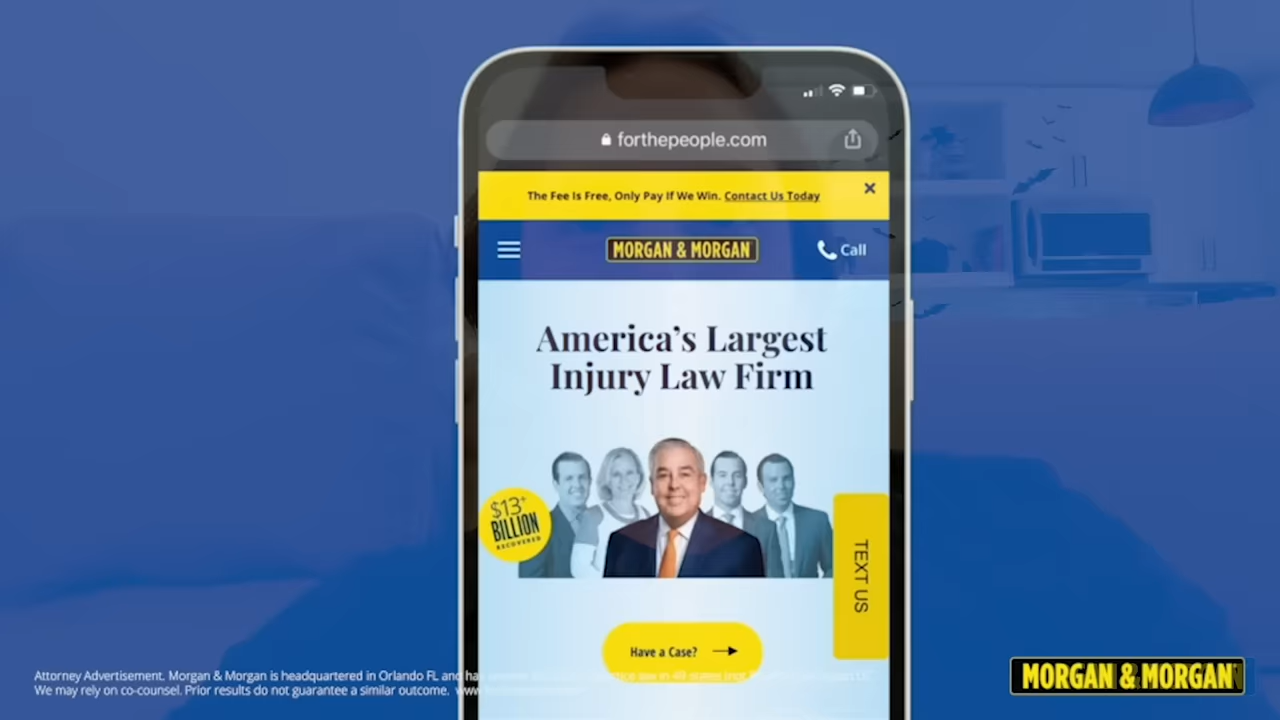 forthepeople.com
The Fee Is Free, Only Pay If We Win. Contact Us Today
MORGAN & MORGAN
Call
America's Largest
Injury Law Firm
$13+
BILLION
RECOVERED
TEXT US
Have a Case?
Attorney Advertisement. Morgan & Morgan is headquartered in Orlando FL and
We may rely on co-counsel. Prior results do not guarantee a similar outcome.
MORGAN & MORGAN